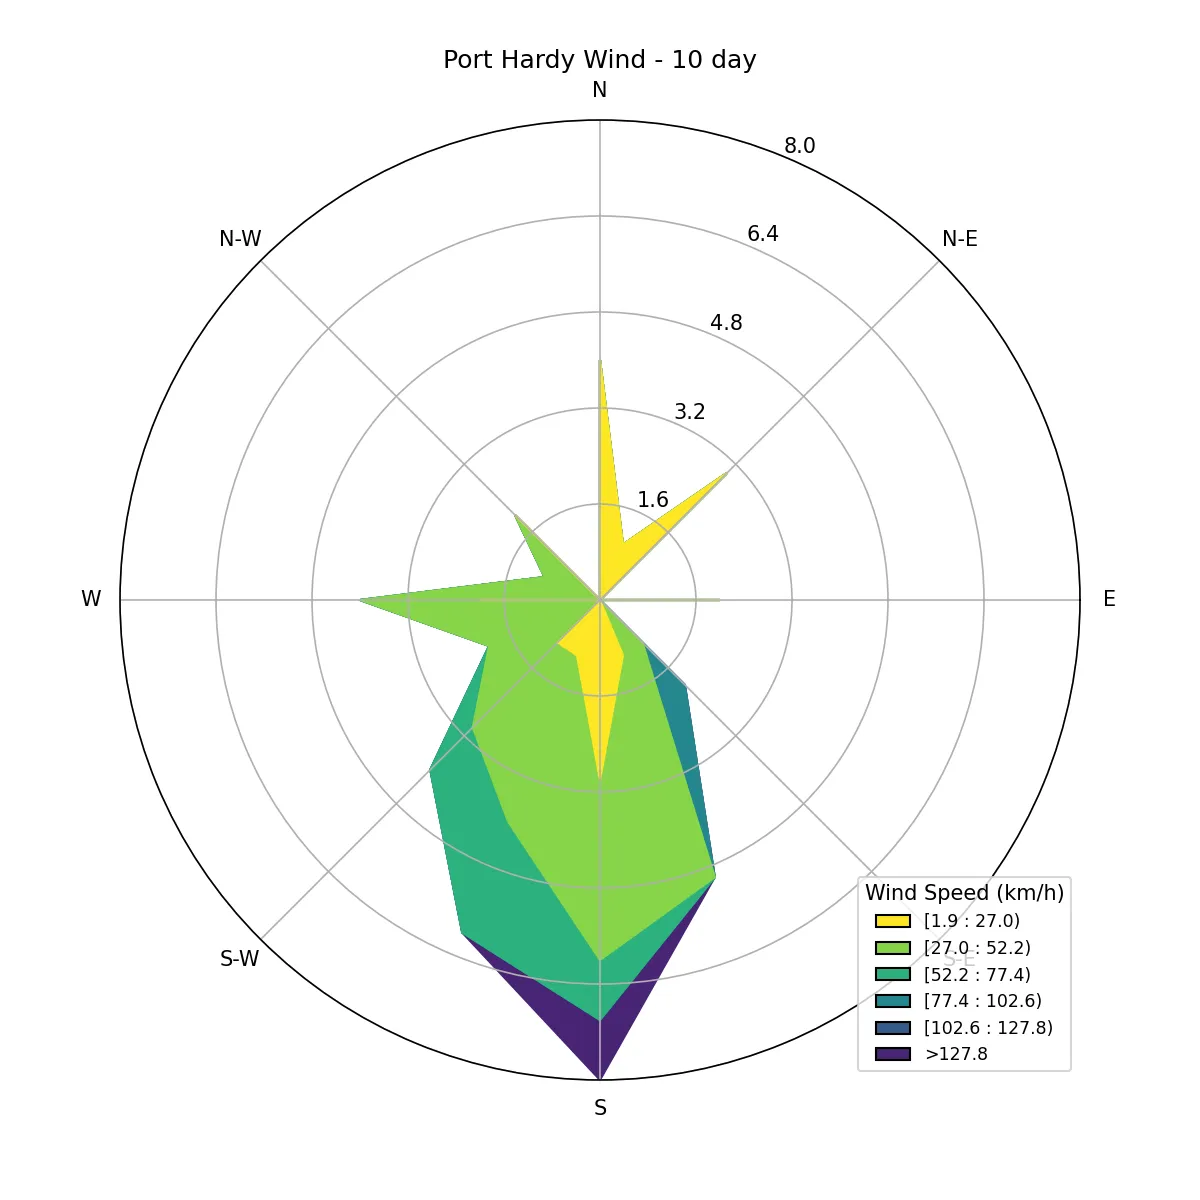 Port Hardy Wind - 10 day
N
8.0
N-W
N-E
6.4
4.8
3.2
1.6
W
E
Wind Speed (km/h)
[1.9 : 27.0)
[27.0 : 52.2)
S-W
S-E
[52.2 : 77.4)
[77.4 : 102.6)
[102.6 : 127.8)
>127.8
S